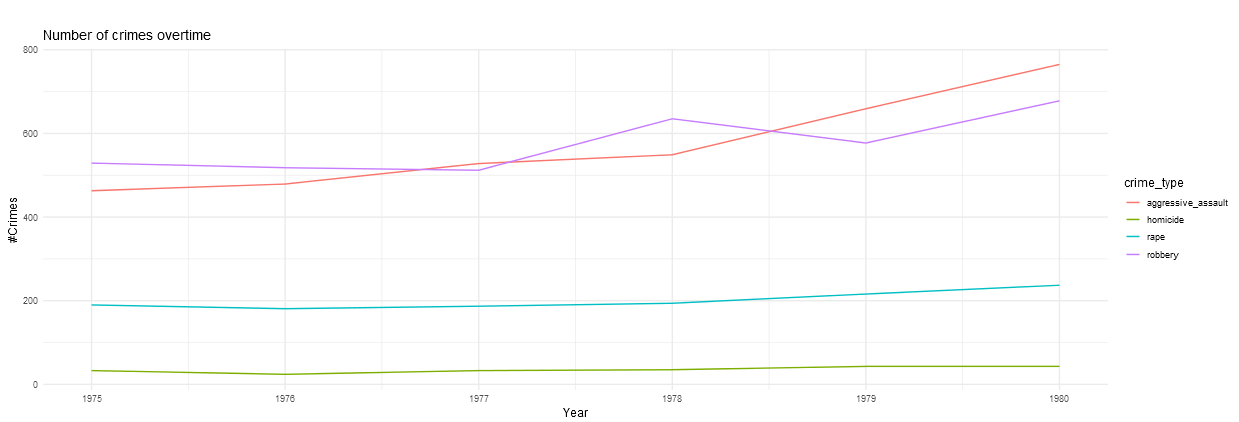 Number of crimes overtime
800
600
400
200
0
#Crimes
1975 1976 1977 1978 1979 1980
Year
crime_type
aggressive_assault
homicide
rape
robbery